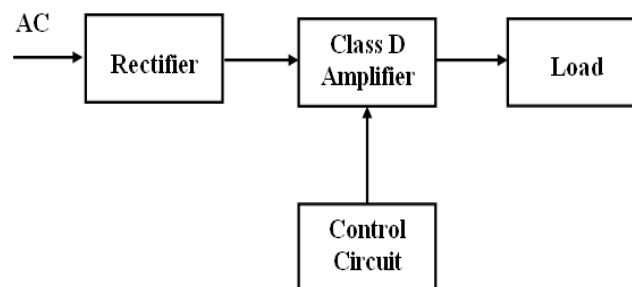 AC
Rectifier
Class D
Amplifier
Load
Control
Circuit